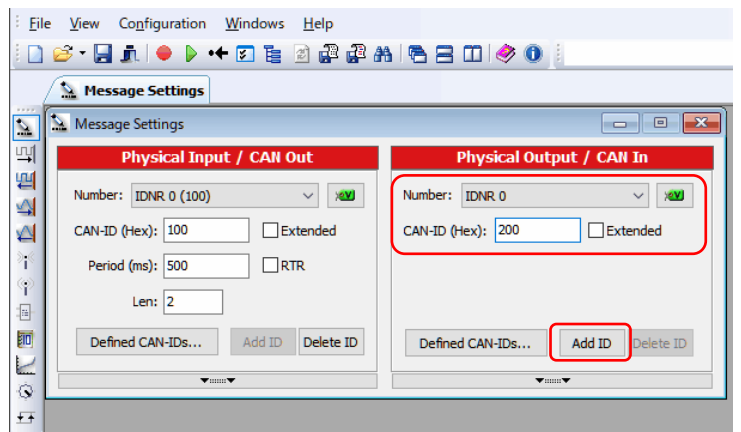 File View Configuration Windows Help
Message Settings
Message Settings
Physical Input / CAN Out
Number: IDNR 0 (100)
CAN-ID (Hex): 100 Extended
Period (ms): 500 RTR
Len: 2
Defined CAN-IDs... Add ID Delete ID
Physical Output / CAN In
Number: IDNR 0
CAN-ID (Hex): 200 Extended
Defined CAN-IDs... Add ID Delete ID